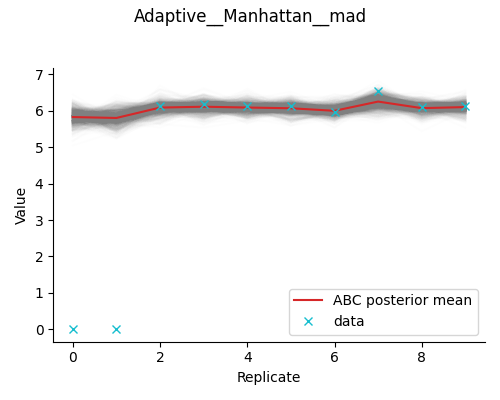 Adaptive__Manhattan__mad
7
6
5
4
3
2
1
0
Value
ABC posterior mean
data
0 2 4 6 8
Replicate